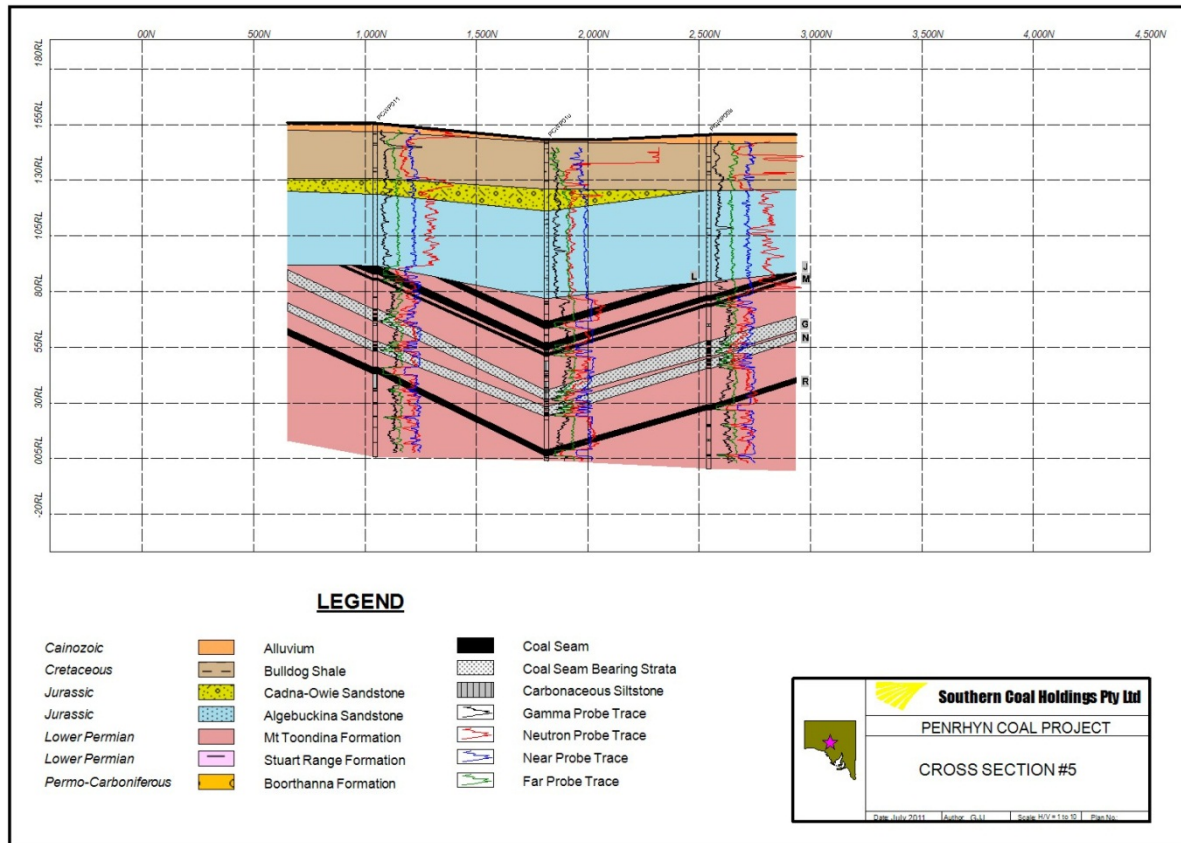 00N 500N 1,000N 1,500N 2,000N 2,500N 3,000N 4,500N
180RL
155RL
130RL
105RL
80RL
55RL
30RL
005RL
-20RL
L
J
M
G
N
R
LEGEND
Cainozoic Alluvium Coal Seam
Cretaceous Bulldog Shale Coal Seam Bearing Strata
Jurassic Cadna-Owie Sandstone Carbonaceous Siltstone
Jurassic Algebuckina Sandstone Gamma Probe Trace
Lower Permian Mt Toondina Formation Neutron Probe Trace
Lower Permian Stuart Range Formation Near Probe Trace
Permo-Carboniferous Boorthanna Formation Far Probe Trace
Southern Coal Holdings Pty Ltd
PENRHYN COAL PROJECT
CROSS SECTION #5
Date: July 2011 Author: Scale: H/V = 1 to 10 Plan No: